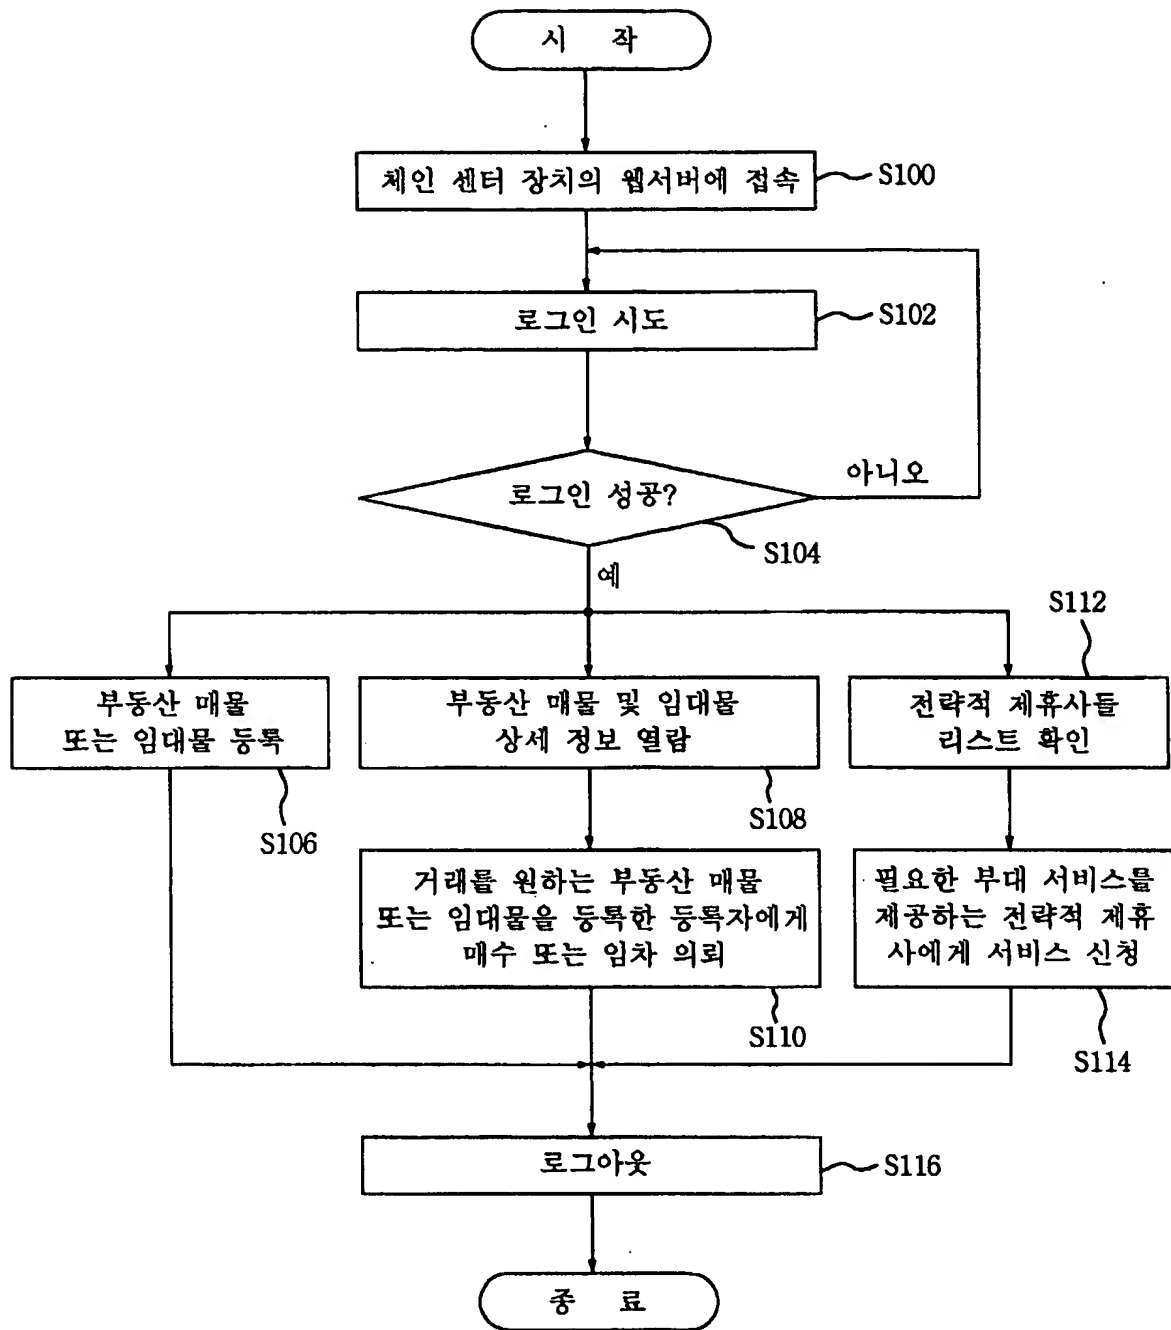 시 작
체인 센터 장치의 웹서버에 접속
S100
로그인 시도
S102
로그인 성공?
아니오
S104
예
S112
부동산 매물
또는 임대물 등록
S106
부동산 매물 및 임대물
상세 정보 열람
S108
전략적 제휴사들
리스트 확인
거래를 원하는 부동산 매물
또는 임대물을 등록한 등록자에게
매수 또는 임차 의뢰
S110
필요한 부대 서비스를
제공하는 전략적 제휴
사에게 서비스 신청
S114
로그아웃
S116
종 료